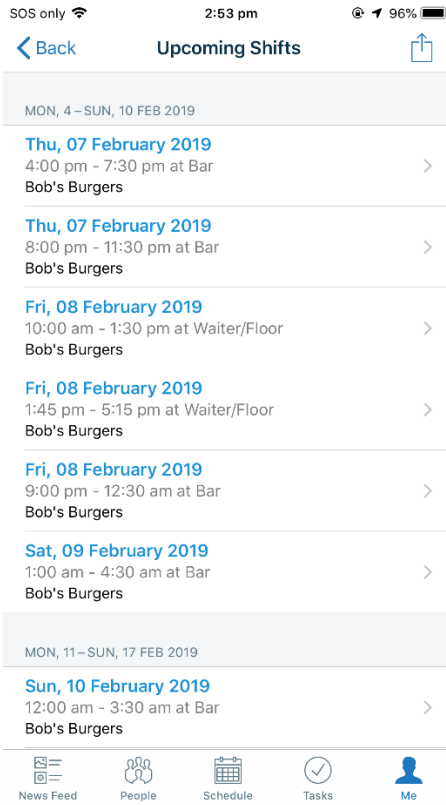 SOS only 2:53 pm 96%
Back Upcoming Shifts
MON, 4 – SUN, 10 FEB 2019
Thu, 07 February 2019
4:00 pm - 7:30 pm at Bar
Bob's Burgers
Thu, 07 February 2019
8:00 pm - 11:30 pm at Bar
Bob's Burgers
Fri, 08 February 2019
10:00 am - 1:30 pm at Waiter/Floor
Bob's Burgers
Fri, 08 February 2019
1:45 pm - 5:15 pm at Waiter/Floor
Bob's Burgers
Fri, 08 February 2019
9:00 pm - 12:30 am at Bar
Bob's Burgers
Sat, 09 February 2019
1:00 am - 4:30 am at Bar
Bob's Burgers
MON, 11 – SUN, 17 FEB 2019
Sun, 10 February 2019
12:00 am - 3:30 am at Bar
Bob's Burgers
News Feed People Schedule Tasks Me